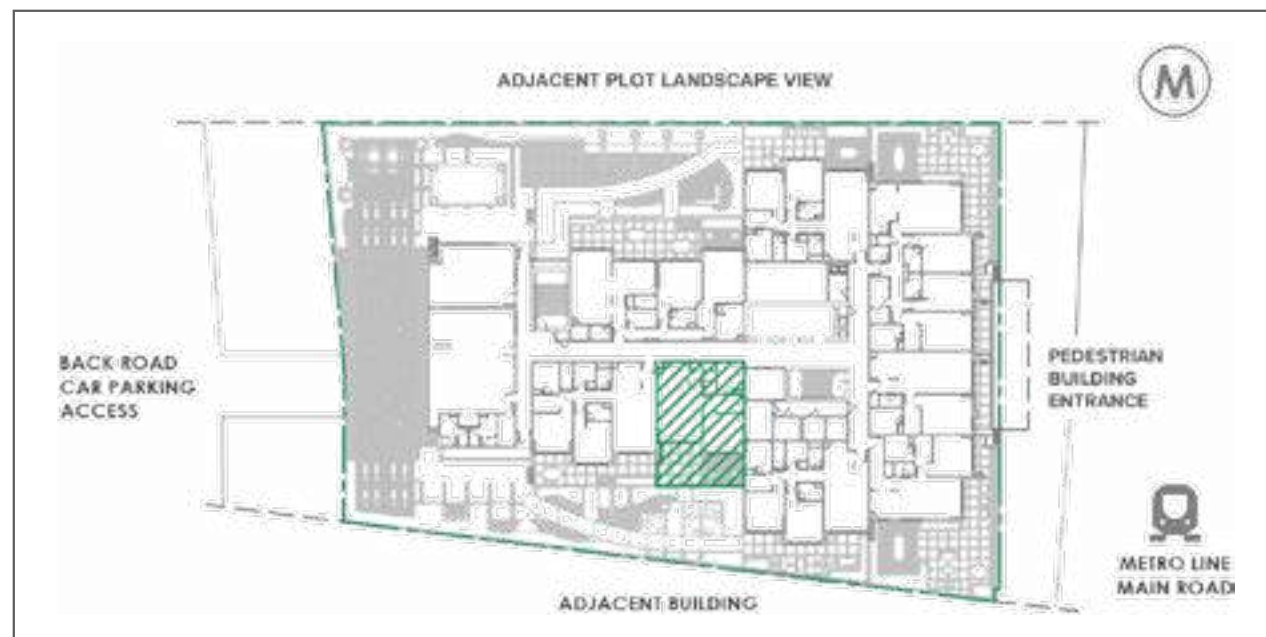 ADJACENT PLOT LANDSCAPE VIEW
M
BACK ROAD
CAR PARKING
ACCESS
PEDESTRIAN
BUILDING
ENTRANCE
METRO LINE
MAIN ROAD
ADJACENT BUILDING